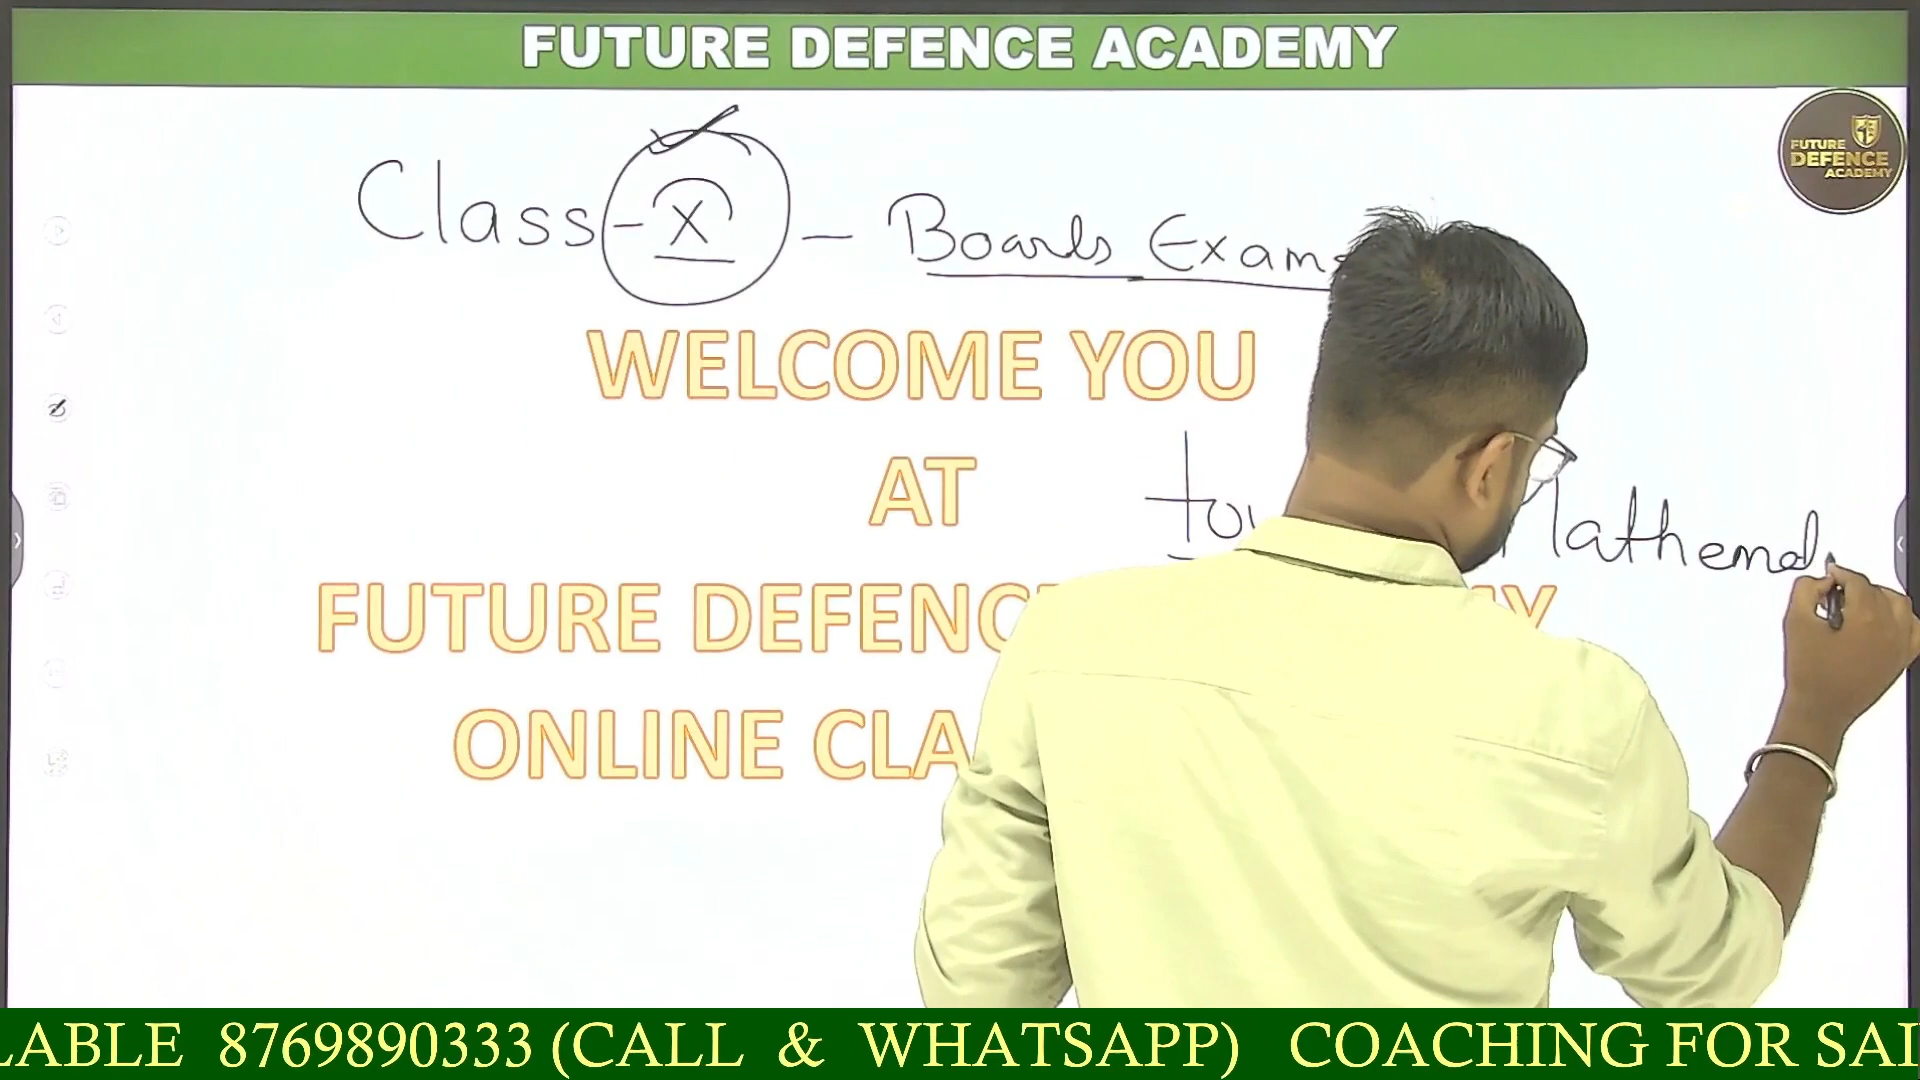 FUTURE DEFENCE ACADEMY
FUTURE
DEFENCE
ACADEMY
Class - X - Boards Exam
WELCOME YOU
AT
FUTURE DEFENC
ONLINE CLA
LABLE 8769890333 (CALL & WHATSAPP) COACHING FOR SAI